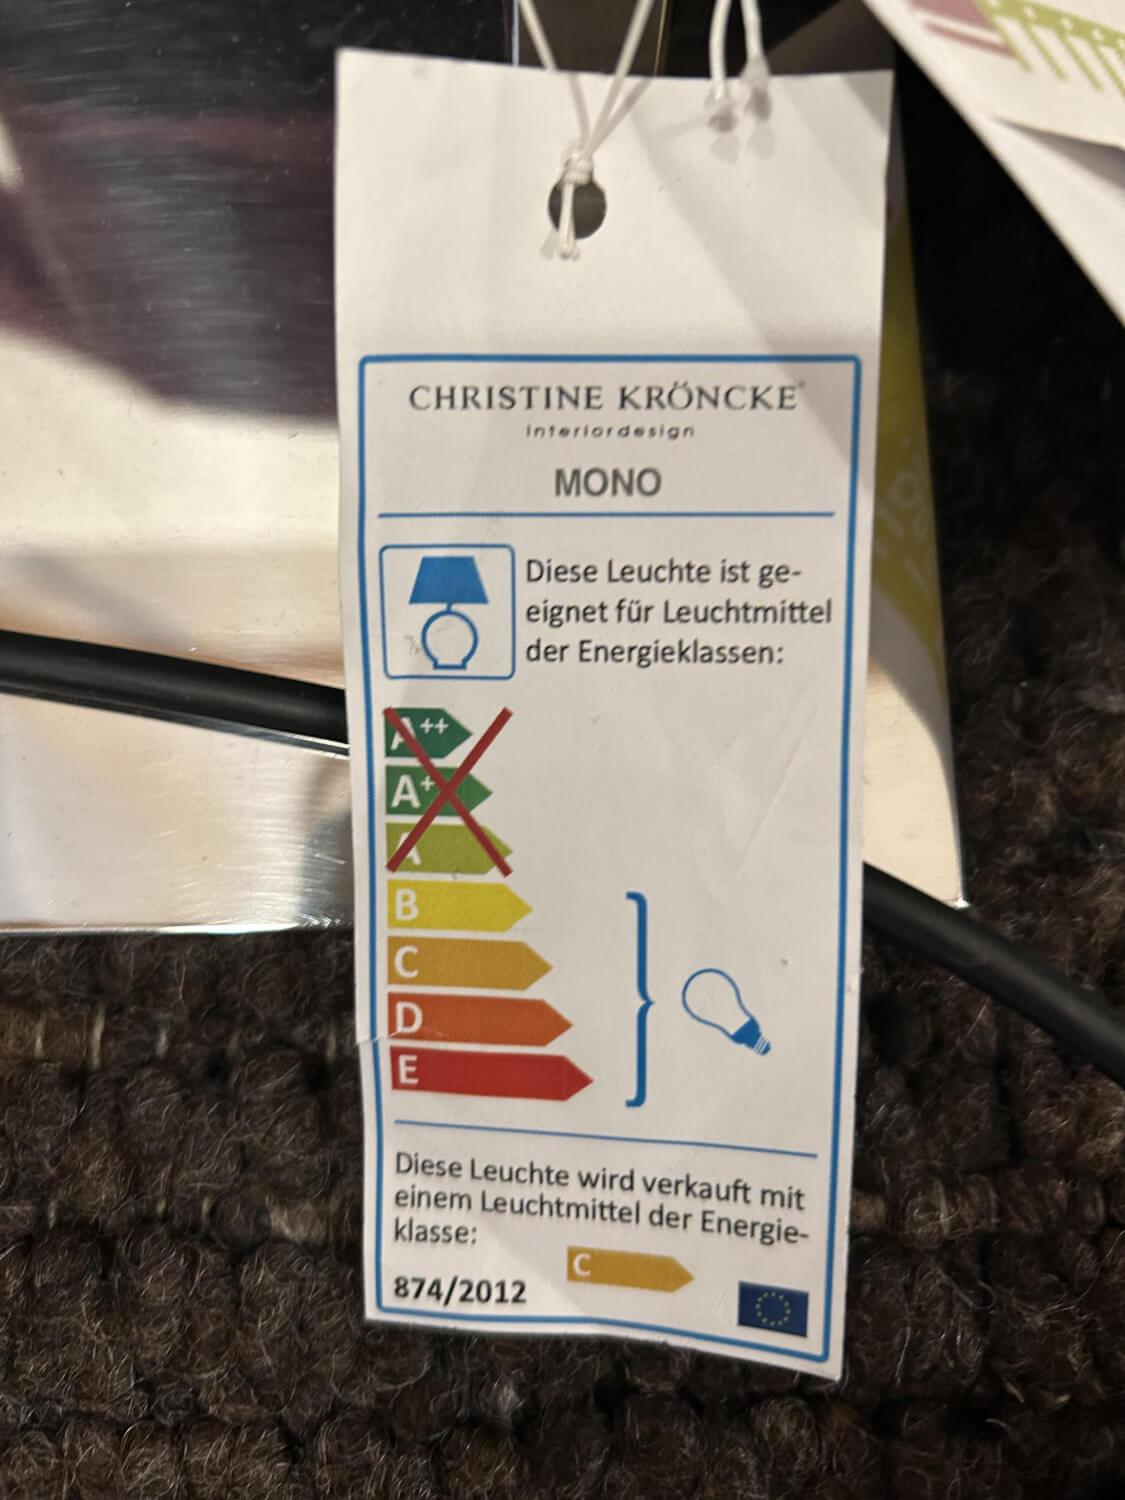 CHRISTINE KRÖNCKE
interiordesign
MONO
Diese Leuchte ist ge-
eignet für Leuchtmittel
der Energieklassen:
A++
A+
A
B
C
D
E
Diese Leuchte wird verkauft mit
einem Leuchtmittel der Energie-
klasse:
C
874/2012